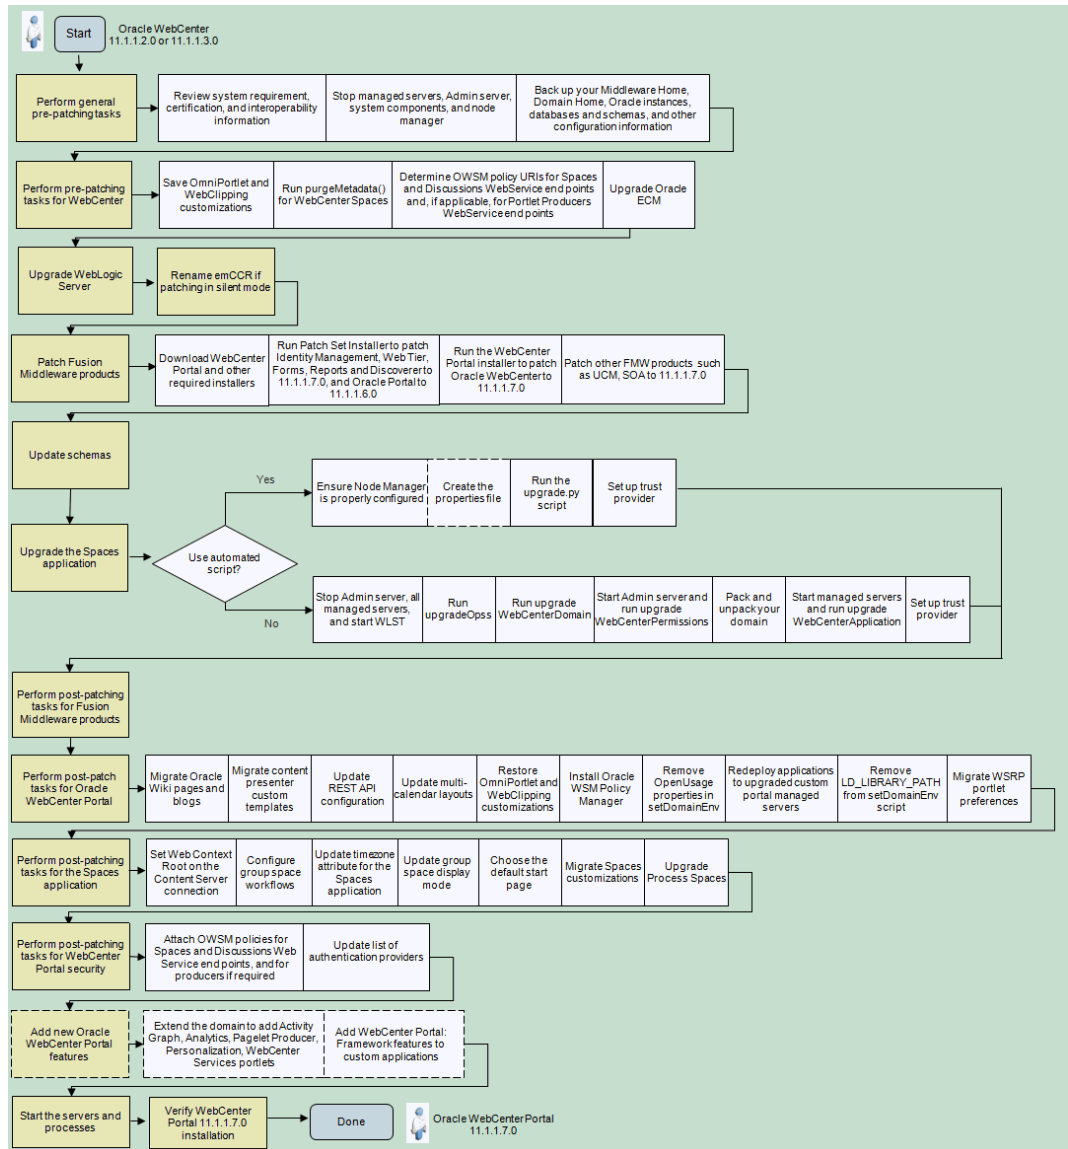 Start
Oracle WebCenter
11.1.1.2.0 or 11.1.1.3.0
Perform general
pre-patching tasks
Review system requirement,
certification, and interoperability
information
Stop managed servers, Admin server,
system components, and node
manager
Back up your Middleware Home,
Domain Home, Oracle instances,
databases and schemas, and other
configuration information
Perform pre-patching
tasks for WebCenter
Save OmniPortlet and
WebClipping
customizations
Run purgeMetadata()
for WebCenter Spaces
Determine OWSM policy URIs for Spaces
and Discussions WebService end points
and, if applicable, for Portlet Producers
WebService end points
Upgrade Oracle
ECM
Upgrade WebLogic
Server
Rename emCCR if
patching in silent mode
Patch Fusion
Middleware products
Download WebCenter
Portal and other
required installers
Run Patch Set Installer to patch
Identity Management, Web Tier,
Forms, Reports and Discoverer to
11.1.1.7.0, and Oracle Portal to
11.1.1.6.0
Run the WebCenter
Portal installer to patch
Oracle WebCenter to
11.1.1.7.0
Patch other FMW products such
as UCM, SOA to 11.1.1.7.0
Update schemas
Yes
Ensure Node Manager
is properly configured
Create the
properties file
Run the
upgrade.py
script
Set up trust
provider
Upgrade the Spaces
application
Use automated
script?
No
Stop Admin server, all
managed servers,
and start WLST
Run
upgradeOpss
Run upgrade
WebCenterDomain
Start Admin server and
run upgrade
WebCenterPermissions
Pack and
unpack your
domain
Start managed servers
and run upgrade
WebCenterApplication
Set up trust
provider
Perform post-patching
tasks for Fusion
Middleware products
Perform post-patch
tasks for Oracle
WebCenter Portal
Migrate Oracle
Wiki pages and
blogs
Migrate content
presenter custom
templates
Update
REST API
configuration
Update multi-
calendar layouts
Restore
OmniPortlet and
WebClipping
customizations
Install Oracle
WSM Policy
Manager
Remove
OpenUsage
properties in
setDomainEnv
Redeploy applications
to upgraded custom
portal managed
servers
Remove
LD_LIBRARY_PATH
from setDomainEnv
script
Migrate WSRP
portlet
preferences
Perform post-patching
tasks for the Spaces
application
Set Web Context
Root on the
Content Server
connection
Configure
group space
workflows
Update timezone
attribute for the
Spaces
application
Update group
space display
mode
Choose the
default start
page
Migrate Spaces
customizations
Upgrade
Process Spaces
Perform post-patching
tasks for WebCenter
Portal security
Attach OWSM policies for
Spaces and Discussions Web
Service end points, and for
producers if required
Update list of
authentication providers
Add new Oracle
WebCenter Portal
features
Extend the domain to add Activity
Graph, Analytics, Pagelet Producer,
Personalization, WebCenter
Services portlets
Add WebCenter Portal:
Framework features to
custom applications
Start the servers and
processes
Verify WebCenter
Portal 11.1.1.7.0
installation
Done
Oracle WebCenter Portal
11.1.1.7.0